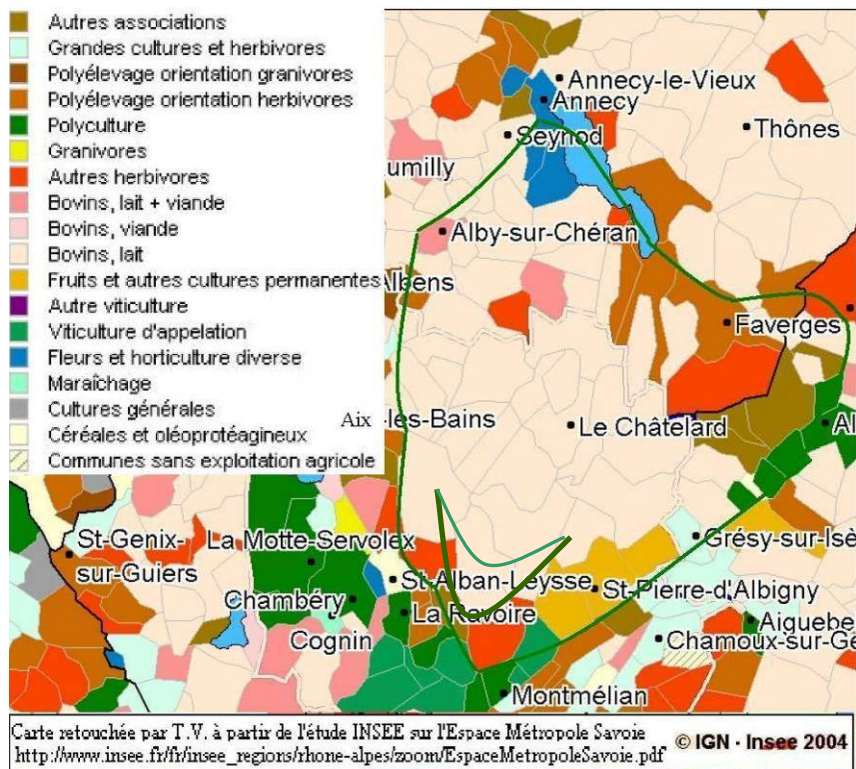 Autres associations
Grandes cultures et herbivores
Polyélevage orientation granivores
Polyélevage orientation herbivores
Polyculture
Granivores
Autres herbivores
Bovins, lait + viande
Bovins, viande
Bovins, lait
Fruits et autres cultures permanentes
Autre viticulture
Viticulture d'appelation
Fleurs et horticulture diverse
Maraîchage
Cultures générales
Céréales et oléoprotéagineux
Communes sans exploitation agricole
Annecy-le-Vieux
Annecy
Seynod
Thônes
umilly
Alby-sur-Chéran
Albens
Faverges
Aix
-les-Bains
Le Châtelard
Al
St-Genix-
sur-Guiers
La Motte-Servolex
Grésy-sur-Isè
St-Alban-Leysse
St-Pierre-d'Albigny
Chambéry
La Ravoire
Aiguebe
Cognin
Chamoux-sur-Ge
Montmélian
Carte retouchée par T.V. à partir de l'étude INSEE sur l'Espace Métropole Savoie
http://www.insee.fr/fr/insee_regions/rhone-alpes/zoom/EspaceMetropoleSavoie.pdf
© IGN - Insee 2004